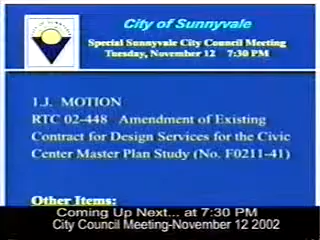 City of Sunnyvale
Special Sunnyvale City Council Meeting
Tuesday, November 12 7:30 PM
1.J. MOTION
RTC 02-448 Amendment of Existing
Contract for Design Services for the Civic
Center Master Plan Study (No. F0211-41)
Other Items:
Coming Up Next... at 7:30 PM
City Council Meeting-November 12 2002